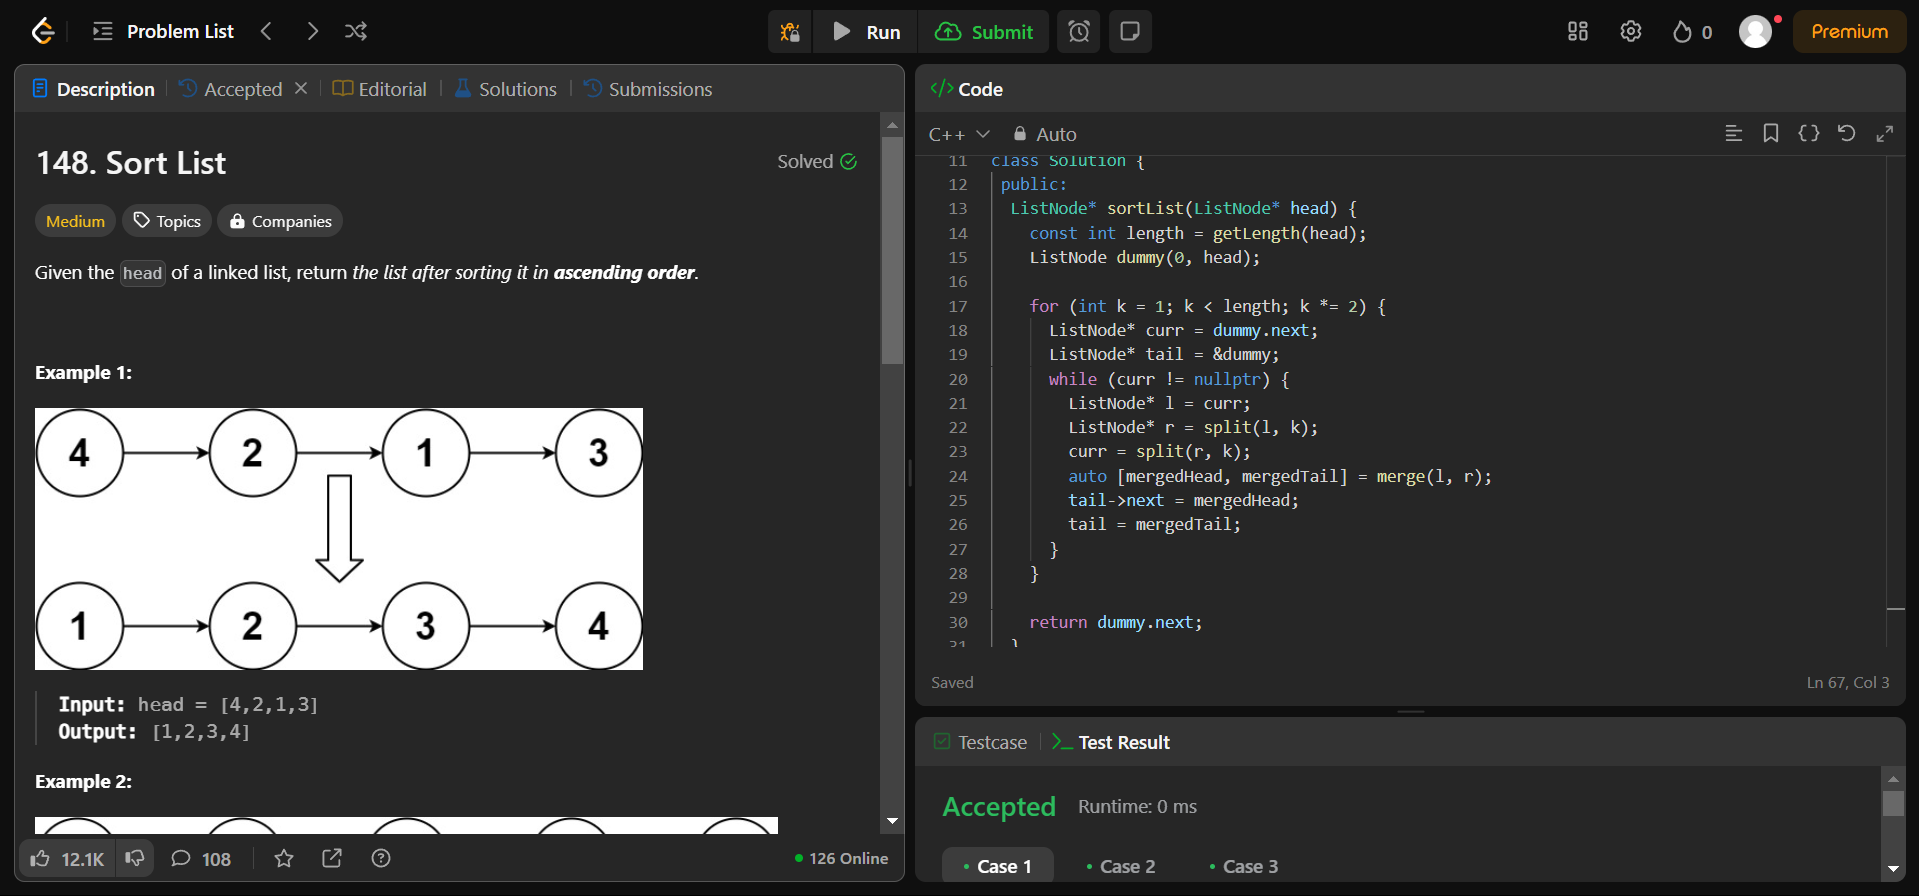 Problem List
Run
Submit
0
Premium
Description
Accepted
Editorial
Solutions
Submissions
148. Sort List
Solved
Medium
Topics
Companies
Given the head of a linked list, return the list after sorting it in ascending order.
Example 1:
4 2 1 3
1 2 3 4
Input: head = [4,2,1,3]
Output: [1,2,3,4]
Example 2:
12.1K
108
126 Online
</> Code
C++
Auto
11 class Solution {
12 public:
13 ListNode* sortList(ListNode* head) {
14 const int length = getLength(head);
15 ListNode dummy(0, head);
16
17 for (int k = 1; k < length; k *= 2) {
18 ListNode* curr = dummy.next;
19 ListNode* tail = &dummy;
20 while (curr != nullptr) {
21 ListNode* l = curr;
22 ListNode* r = split(l, k);
23 curr = split(r, k);
24 auto [mergedHead, mergedTail] = merge(l, r);
25 tail->next = mergedHead;
26 tail = mergedTail;
27 }
28 }
29
30 return dummy.next;
31 }
Saved
Ln 67, Col 3
Testcase
Test Result
Accepted
Runtime: 0 ms
Case 1
Case 2
Case 3